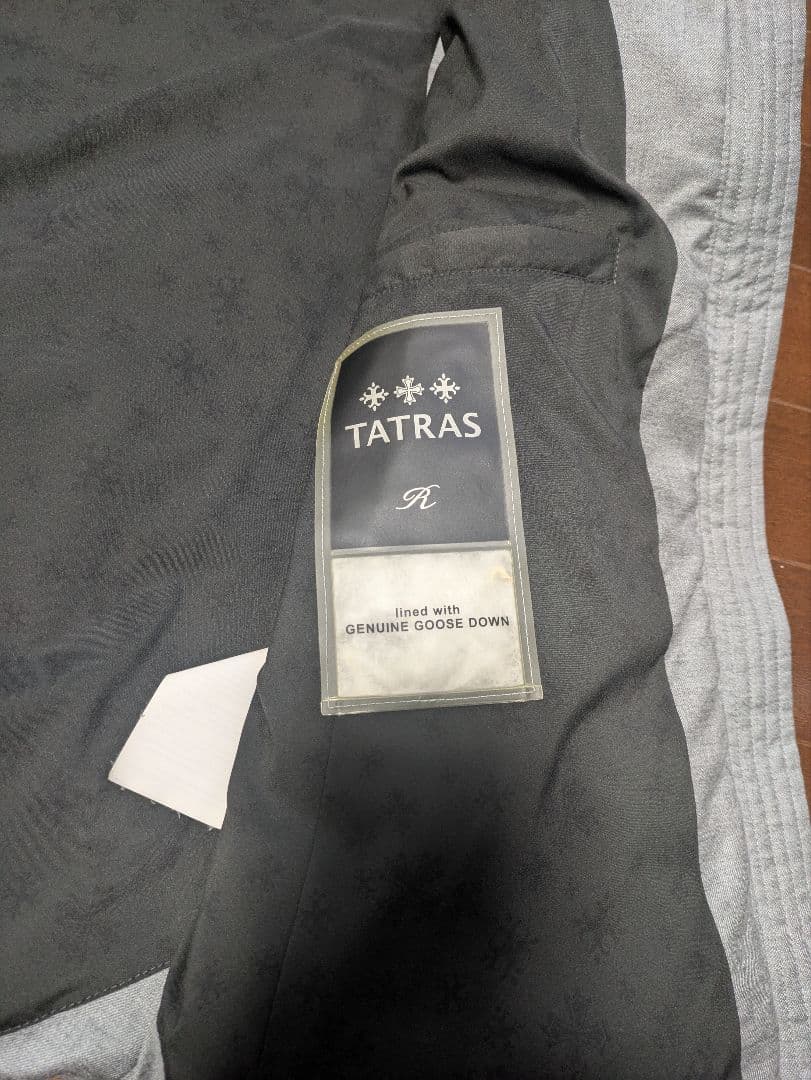 TATRAS
R
lined with
GENUINE GOOSE DOWN